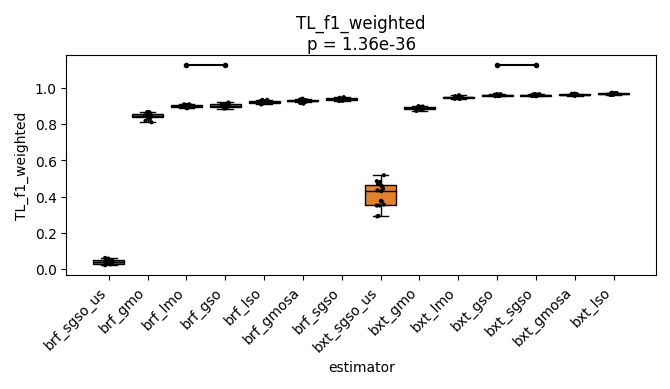 TL_f1_weighted
p = 1.36e-36
TL_f1_weighted
1.0
0.8
0.6
0.4
0.2
0.0
brf_sgso_us
brf_gmo
brf_lmo
brf_gso
brf_lso
brf_gmosa
brf_sgso
bxt_sgso_us
bxt_gmo
bxt_lmo
bxt_gso
bxt_sgso
bxt_gmosa
bxt_lso
estimator